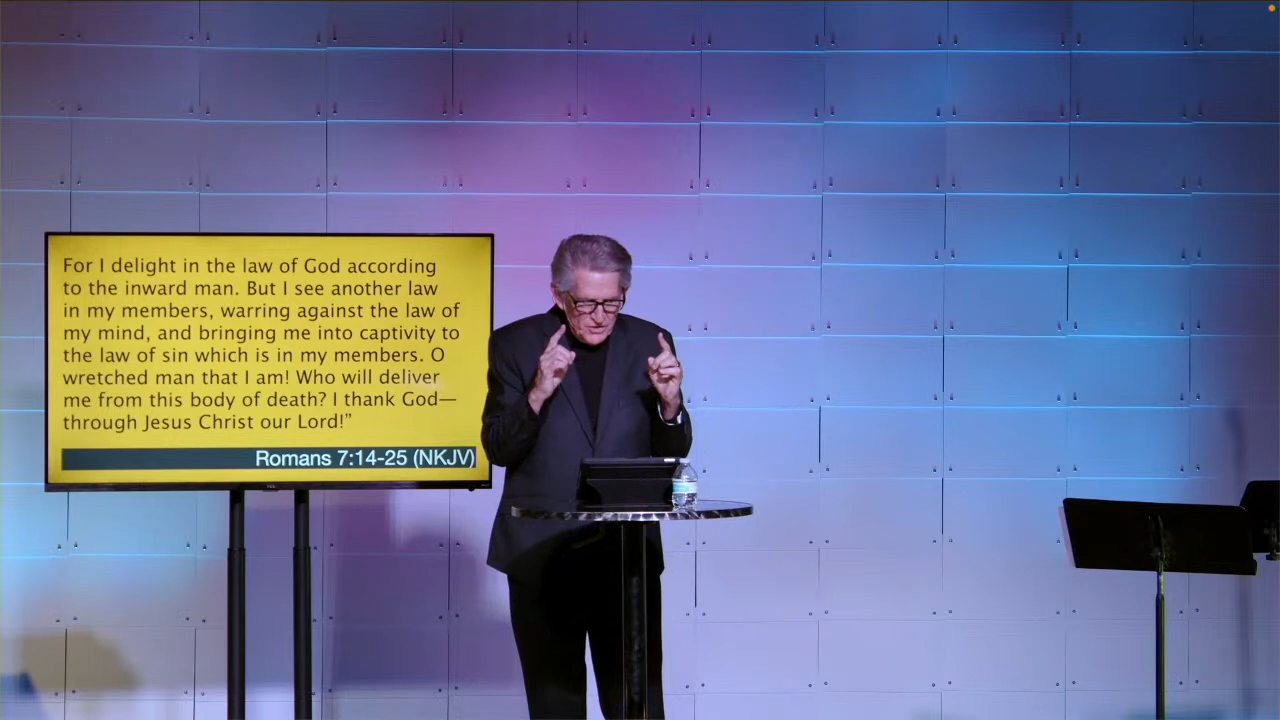 For I delight in the law of God according
to the inward man. But I see another law
in my members, warring against the law of
my mind, and bringing me into captivity to
the law of sin which is in my members. O
wretched man that I am! Who will deliver
me from this body of death? I thank God—
through Jesus Christ our Lord!”
Romans 7:14-25 (NKJV)
TCL